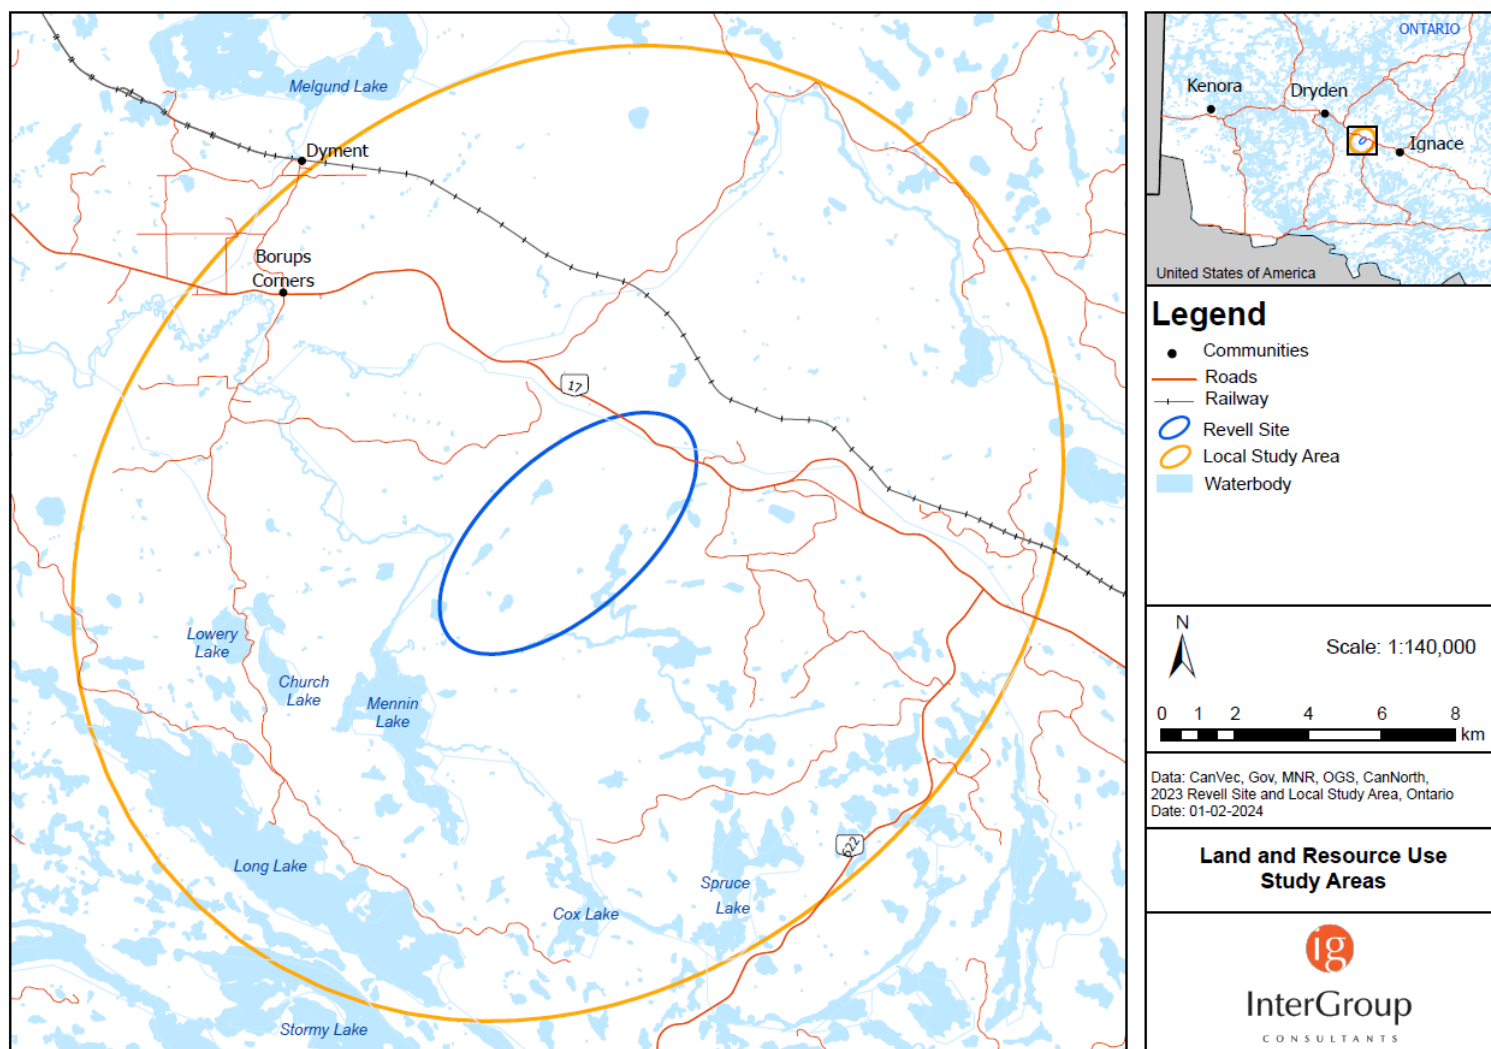 Melgund Lake
Dyment
Borups
Corners
17
Lowery
Lake
Church
Lake
Mennin
Lake
Long Lake
622
Spruce
Lake
Cox Lake
Stormy Lake
ONTARIO
Kenora
Dryden
Ignace
United States of America
Legend
Communities
Roads
Railway
Revell Site
Local Study Area
Waterbody
N
Scale: 1:140,000
0 1 2 4 6 8
km
Data: CanVec, Gov, MNR, OGS, CanNorth,
2023 Revell Site and Local Study Area, Ontario
Date: 01-02-2024
Land and Resource Use
Study Areas
ig
InterGroup
CONSULTANTS